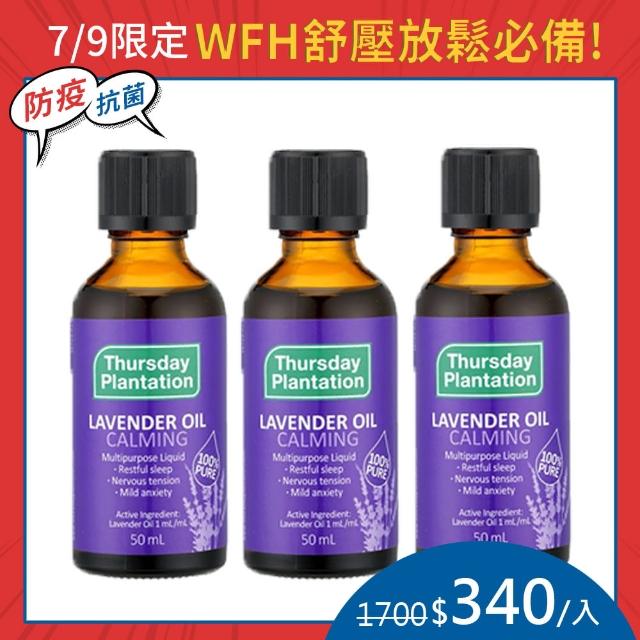 7/9限定 WFH舒壓放鬆必備!
防疫 抗菌
Thursday
Plantation
LAVENDER OIL
CALMING
Multipurpose Liquid
· Restful sleep
· Nervous tension
· Mild anxiety
100%
PURE
Active Ingredient:
Lavender Oil 1 mL/mL
50 mL
Thursday
Plantation
LAVENDER OIL
CALMING
Multipurpose Liquid
· Restful sleep
· Nervous tension
· Mild anxiety
100%
PURE
Active Ingredient:
Lavender Oil 1 mL/mL
50 mL
Thursday
Plantation
LAVENDER OIL
CALMING
Multipurpose Liquid
· Restful sleep
· Nervous tension
· Mild anxiety
100%
PURE
Active Ingredient:
Lavender Oil 1 mL/mL
50 mL
1700 $340/入